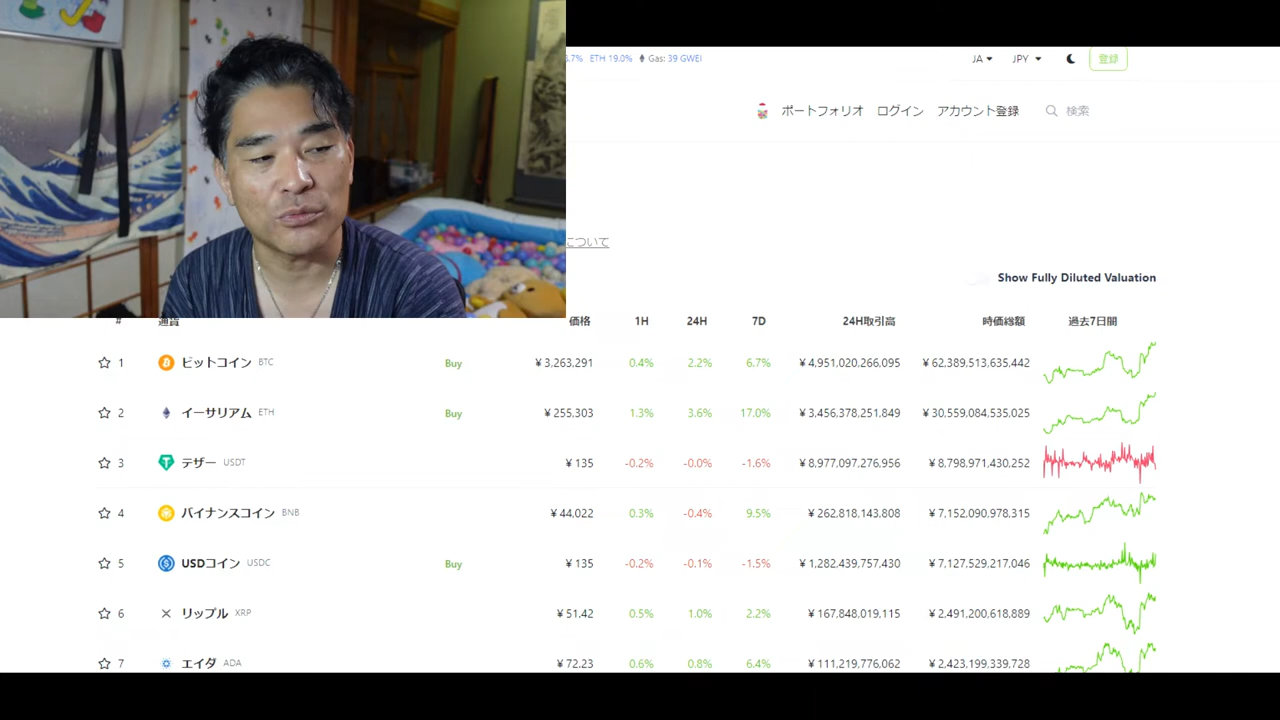 .7% ETH 19.0% Gas: 39 GWEI JA JPY 登録
ポートフォリオ ログイン アカウント登録 検索
について
Show Fully Diluted Valuation
# 通貨 価格 1H 24H 7D 24H取引高 時価総額 過去7日間
1 ビットコイン BTC Buy ¥3,263,291 0.4% 2.2% 6.7% ¥4,951,020,266,095 ¥62,389,513,635,442
2 イーサリアム ETH Buy ¥255,303 1.3% 3.6% 17.0% ¥3,456,378,251,849 ¥30,559,084,535,025
3 テザー USDT ¥135 -0.2% -0.0% -1.6% ¥8,977,097,276,956 ¥8,798,971,430,252
4 バイナンスコイン BNB ¥44,022 0.3% -0.4% 9.5% ¥262,818,143,808 ¥7,152,090,978,315
5 USDコイン USDC Buy ¥135 -0.2% -0.1% -1.5% ¥1,282,439,757,430 ¥7,127,529,217,046
6 リップル XRP ¥51.42 0.5% 1.0% 2.2% ¥167,848,019,115 ¥2,491,200,618,889
7 エイダ ADA ¥72.23 0.6% 0.8% 6.4% ¥111,219,776,062 ¥2,423,199,339,728